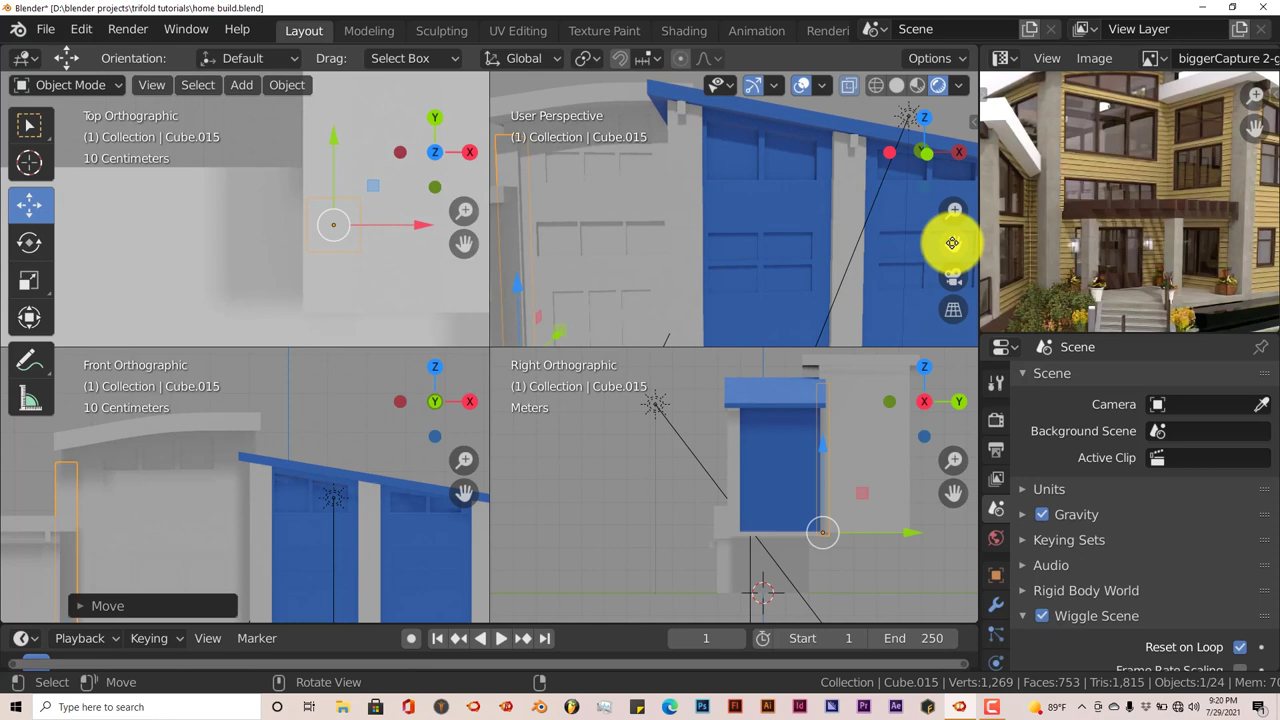 Blender* [D:\blender projects\trifold tutorials\home build.blend]
File Edit Render Window Help Layout Modeling Sculpting UV Editing Texture Paint Shading Animation Renderi Scene View Layer
Orientation: Default Drag: Select Box Global Options View Image biggerCapture 2-g
Object Mode View Select Add Object
Top Orthographic
(1) Collection | Cube.015
10 Centimeters
User Perspective
(1) Collection | Cube.015
Front Orthographic
(1) Collection | Cube.015
10 Centimeters
Right Orthographic
(1) Collection | Cube.015
Meters
Move
Scene
Scene
Camera
Background Scene
Active Clip
Units
Gravity
Keying Sets
Audio
Rigid Body World
Wiggle Scene
Reset on Loop
Frame Rate Scaling
Playback Keying View Marker 1 Start 1 End 250
Select Move Rotate View Collection | Cube.015 | Verts:1,269 | Faces:753 | Tris:1,815 | Objects:1/24 | Mem: 70
Type here to search 89°F 9:20 PM
7/29/2021